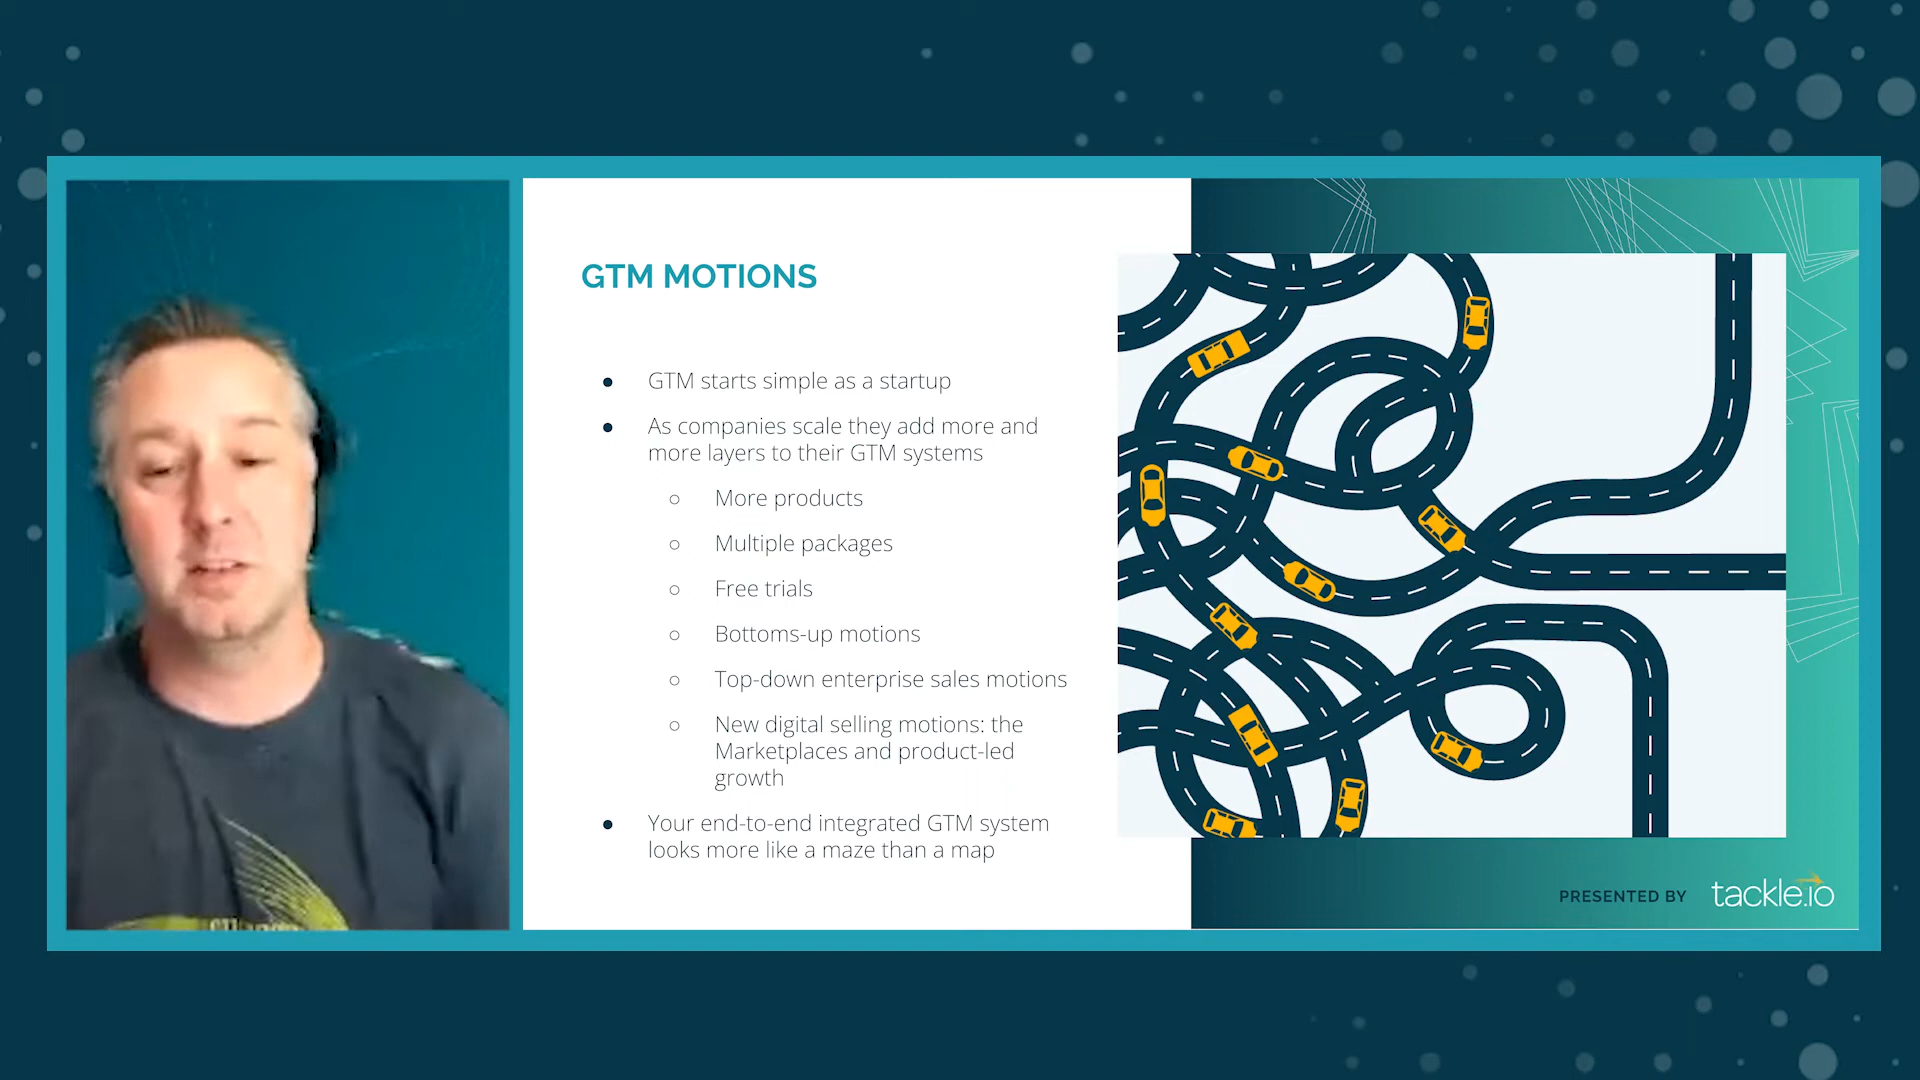 GTM MOTIONS
● GTM starts simple as a startup
● As companies scale they add more and
more layers to their GTM systems
○ More products
○ Multiple packages
○ Free trials
○ Bottoms-up motions
○ Top-down enterprise sales motions
○ New digital selling motions: the
Marketplaces and product-led
growth
● Your end-to-end integrated GTM system
looks more like a maze than a map
PRESENTED BY tackle.io